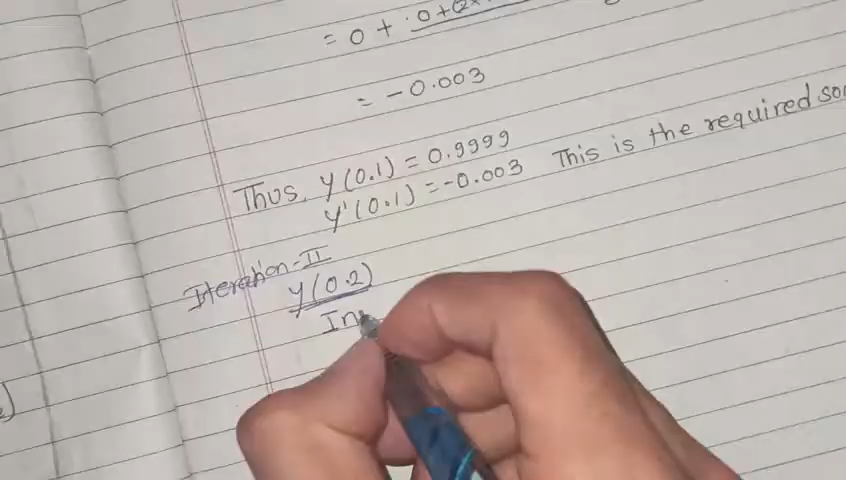 = 0 + 0+(2×
= -0.003
Thus, y(0.1) = 0.9999
y'(0.1) = -0.003 This is the required so
Iteration-II
y(0.2)
In